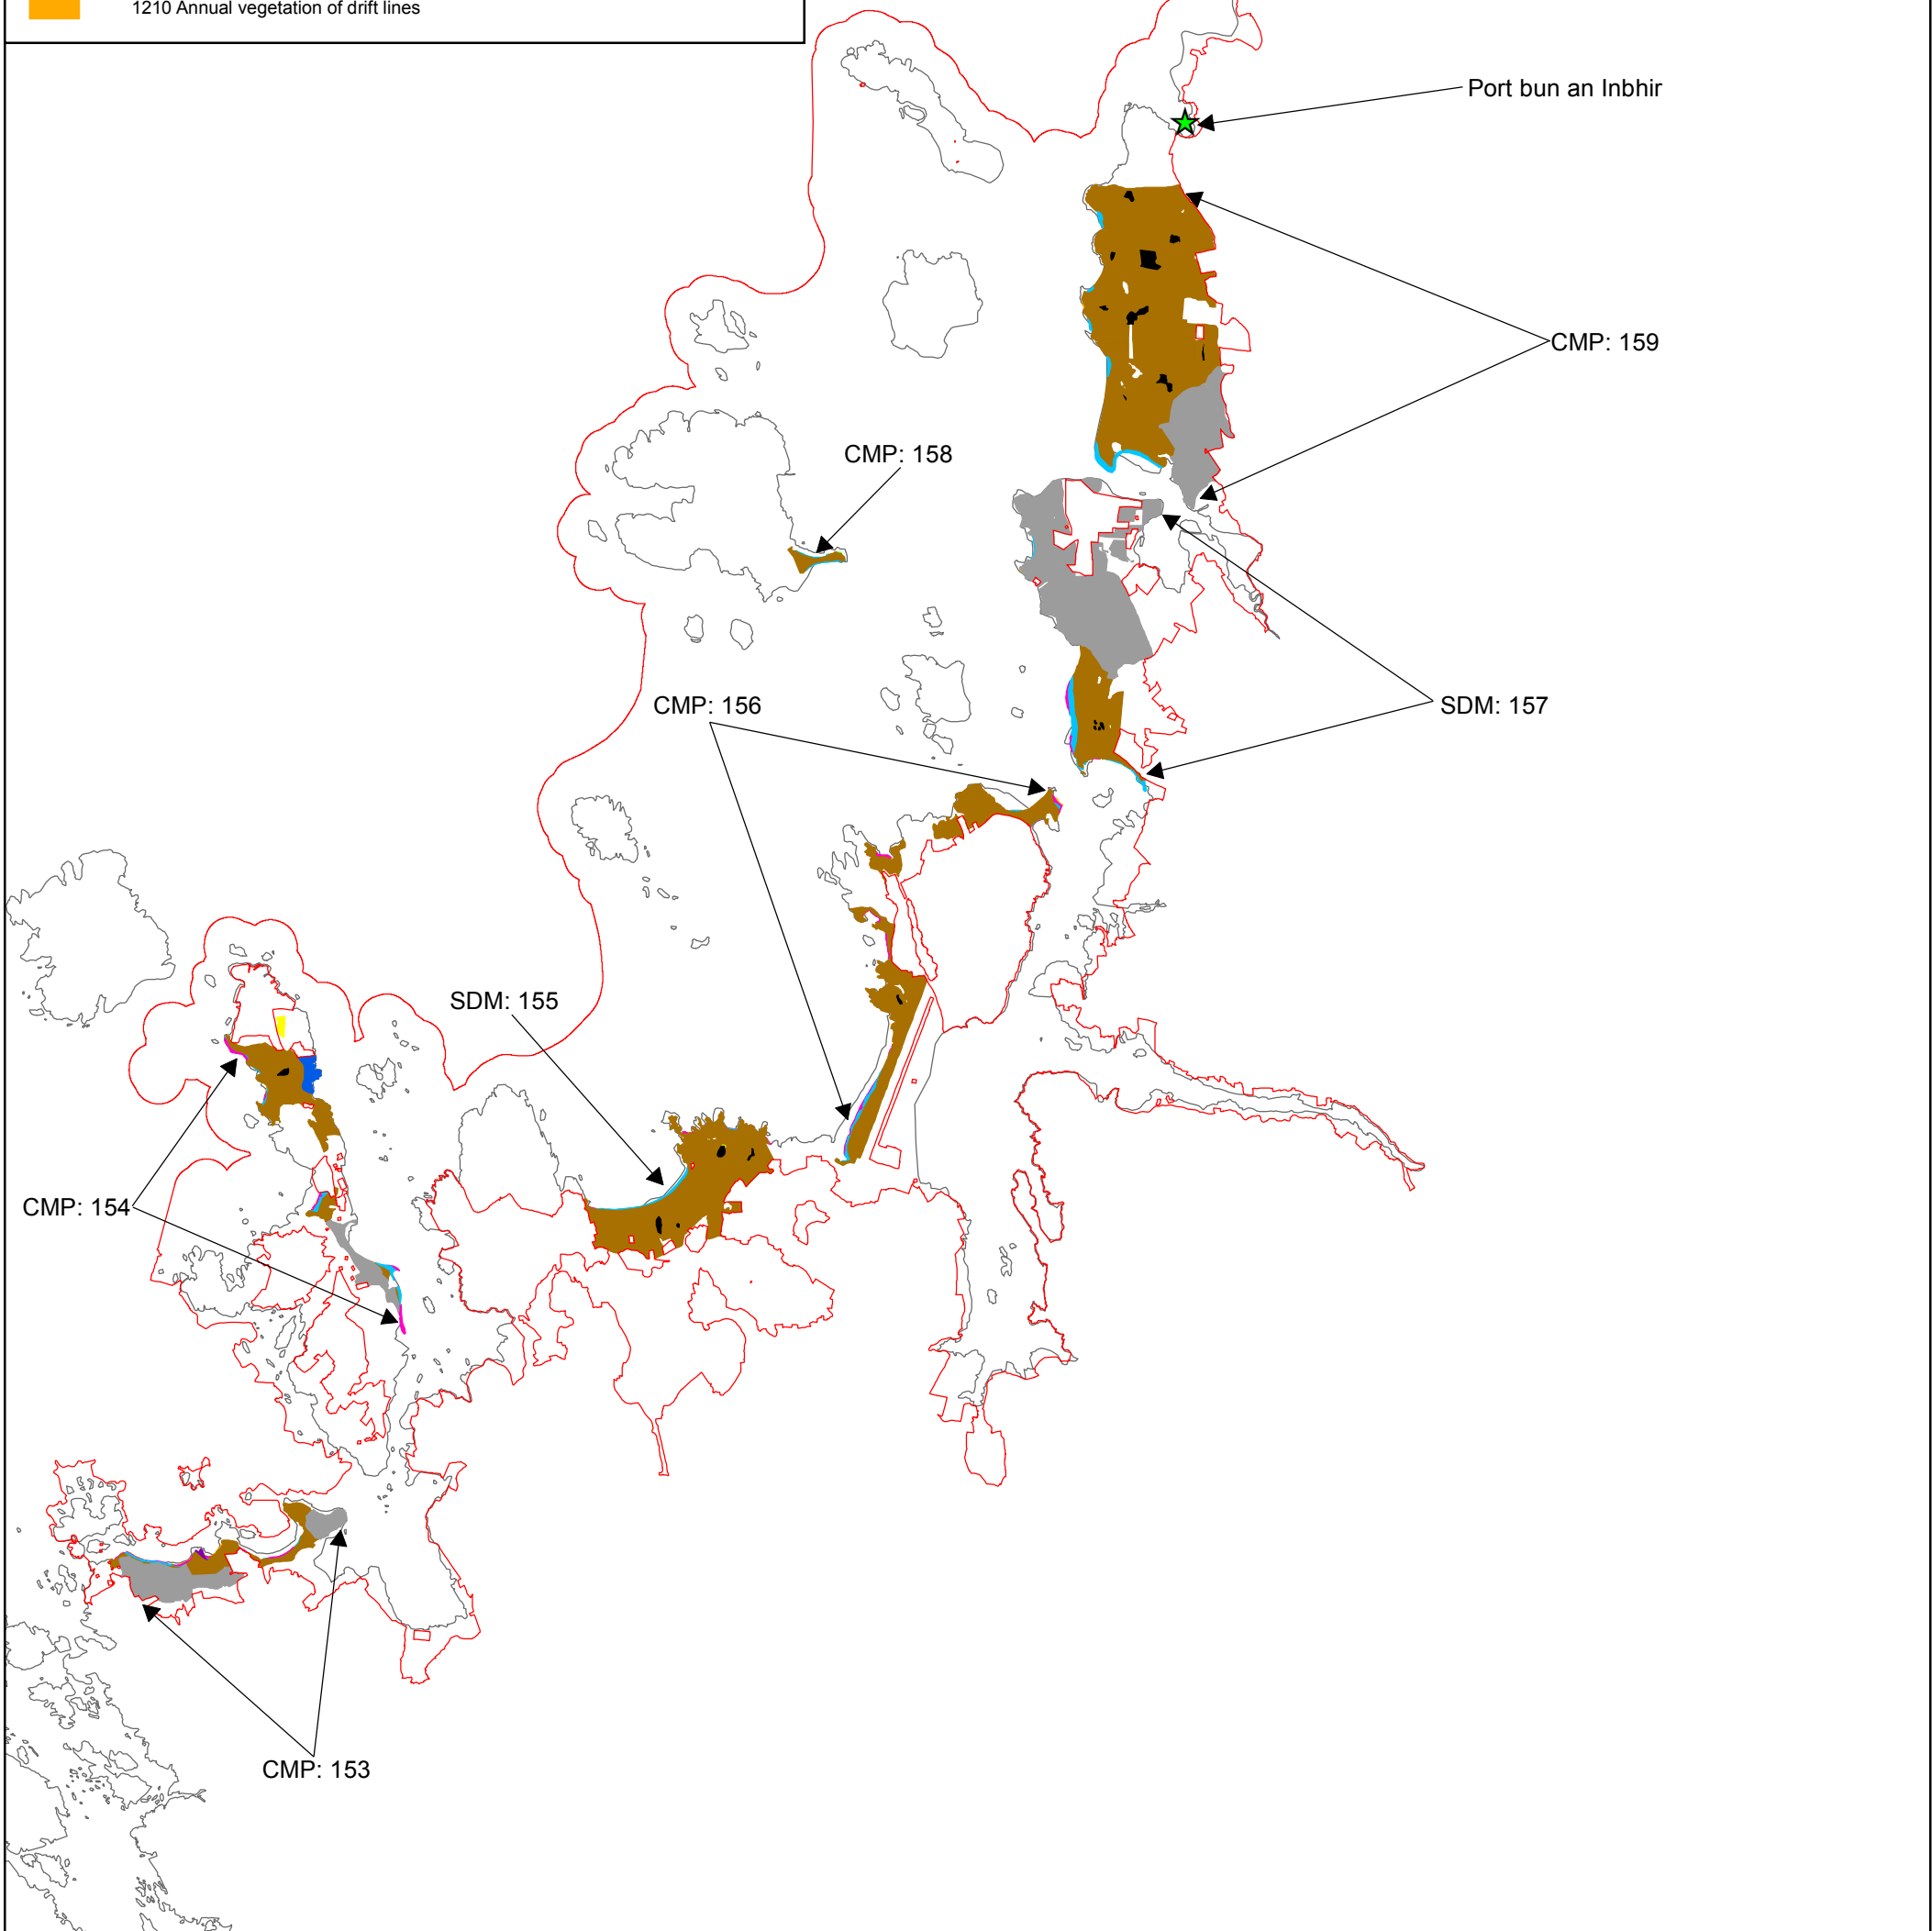 1210 Annual vegetation of drift lines
Port bun an Inbhir
CMP: 159
CMP: 158
CMP: 156
SDM: 157
SDM: 155
CMP: 154
CMP: 153